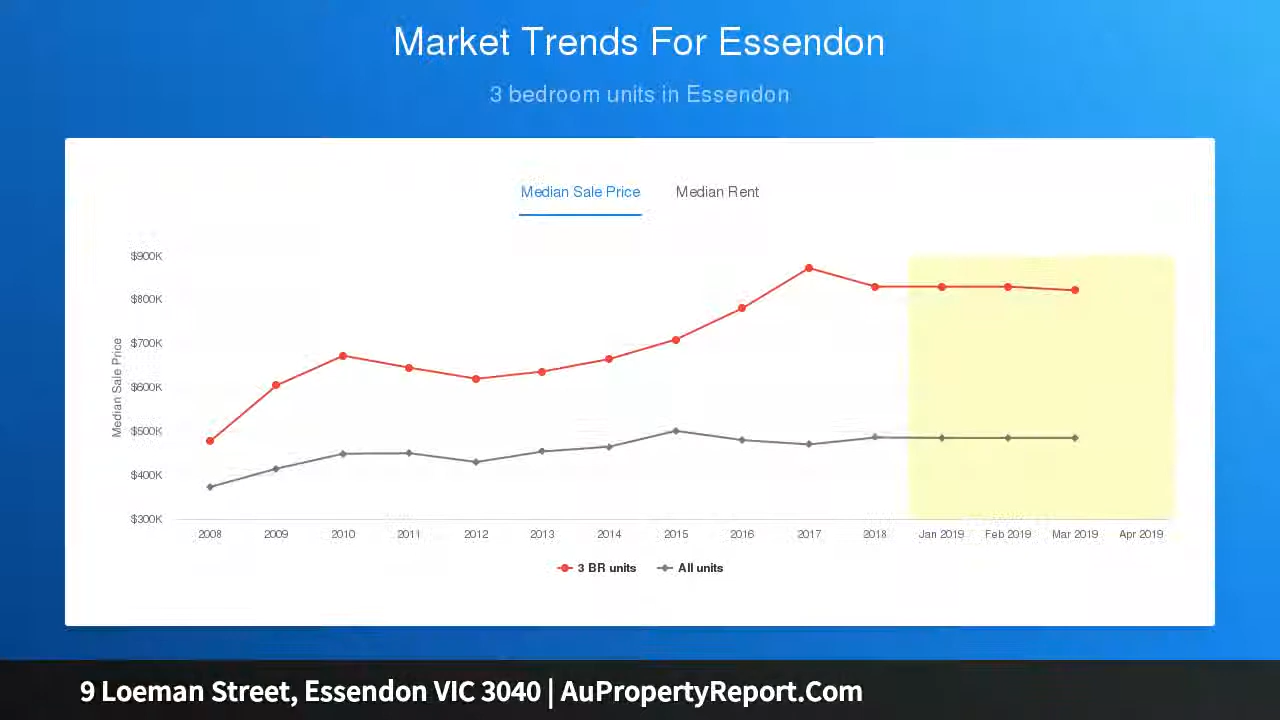 Market Trends For Essendon
3 bedroom units in Essendon
Median Sale Price Median Rent
Median Sale Price
$900K
$800K
$700K
$600K
$500K
$400K
$300K
2008 2009 2010 2011 2012 2013 2014 2015 2016 2017 2018 Jan 2019 Feb 2019 Mar 2019 Apr 2019
3 BR units All units
9 Loeman Street, Essendon VIC 3040 | AuPropertyReport.Com